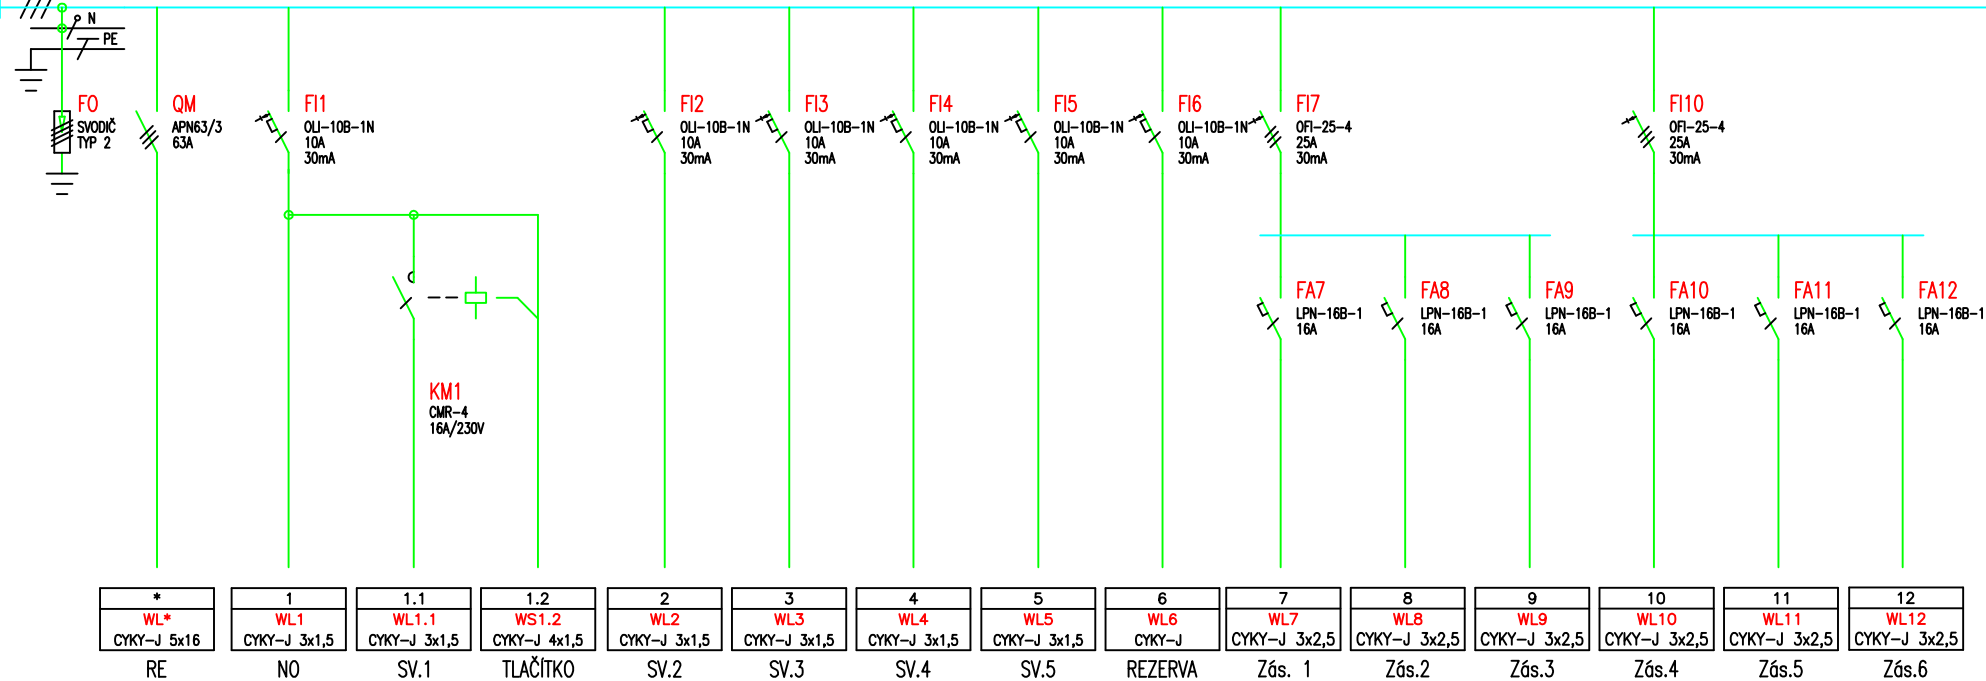 N
PE
FO
SVODIČ
TYP 2
QM
APN63/3
63A
FI1
OLI-10B-1N
10A
30mA
FI2
OLI-10B-1N
10A
30mA
FI3
OLI-10B-1N
10A
30mA
FI4
OLI-10B-1N
10A
30mA
FI5
OLI-10B-1N
10A
30mA
FI6
OLI-10B-1N
10A
30mA
FI7
OFI-25-4
25A
30mA
FI10
OFI-25-4
25A
30mA
FA7
LPN-16B-1
16A
FA8
LPN-16B-1
16A
FA9
LPN-16B-1
16A
FA10
LPN-16B-1
16A
FA11
LPN-16B-1
16A
FA12
LPN-16B-1
16A
KM1
CMR-4
16A/230V
*
WL*
CYKY-J 5x16
RE
1
WL1
CYKY-J 3x1,5
NO
1.1
WL1.1
CYKY-J 3x1,5
SV.1
1.2
WS1.2
CYKY-J 4x1,5
TLAČÍTKO
2
WL2
CYKY-J 3x1,5
SV.2
3
WL3
CYKY-J 3x1,5
SV.3
4
WL4
CYKY-J 3x1,5
SV.4
5
WL5
CYKY-J 3x1,5
SV.5
6
WL6
CYKY-J
REZERVA
7
WL7
CYKY-J 3x2,5
Zás. 1
8
WL8
CYKY-J 3x2,5
Zás.2
9
WL9
CYKY-J 3x2,5
Zás.3
10
WL10
CYKY-J 3x2,5
Zás.4
11
WL11
CYKY-J 3x2,5
Zás.5
12
WL12
CYKY-J 3x2,5
Zás.6